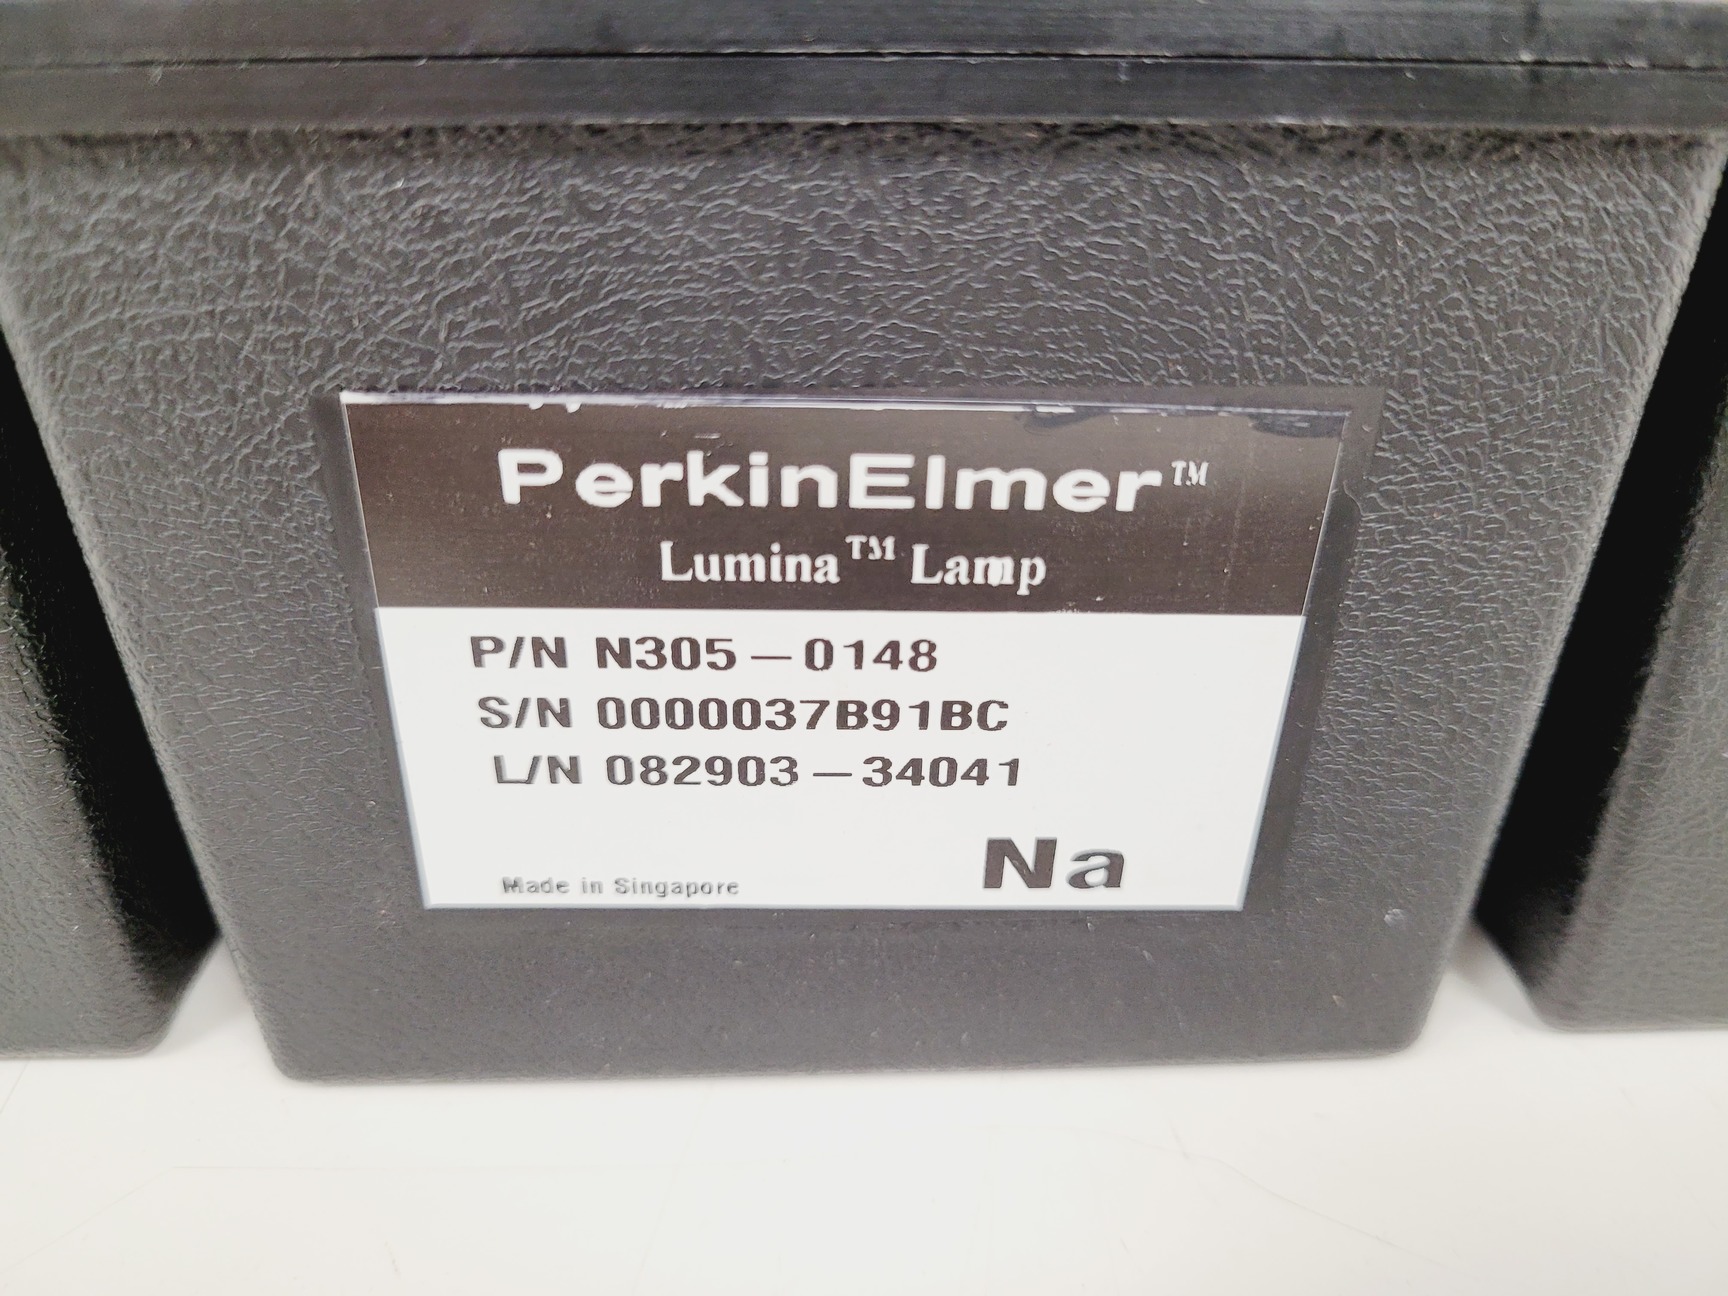 PerkinElmer™
Lumina™ Lamp
P/N N305-0148
S/N 0000037B91BC
L/N 082903-34041
Na
Made in Singapore